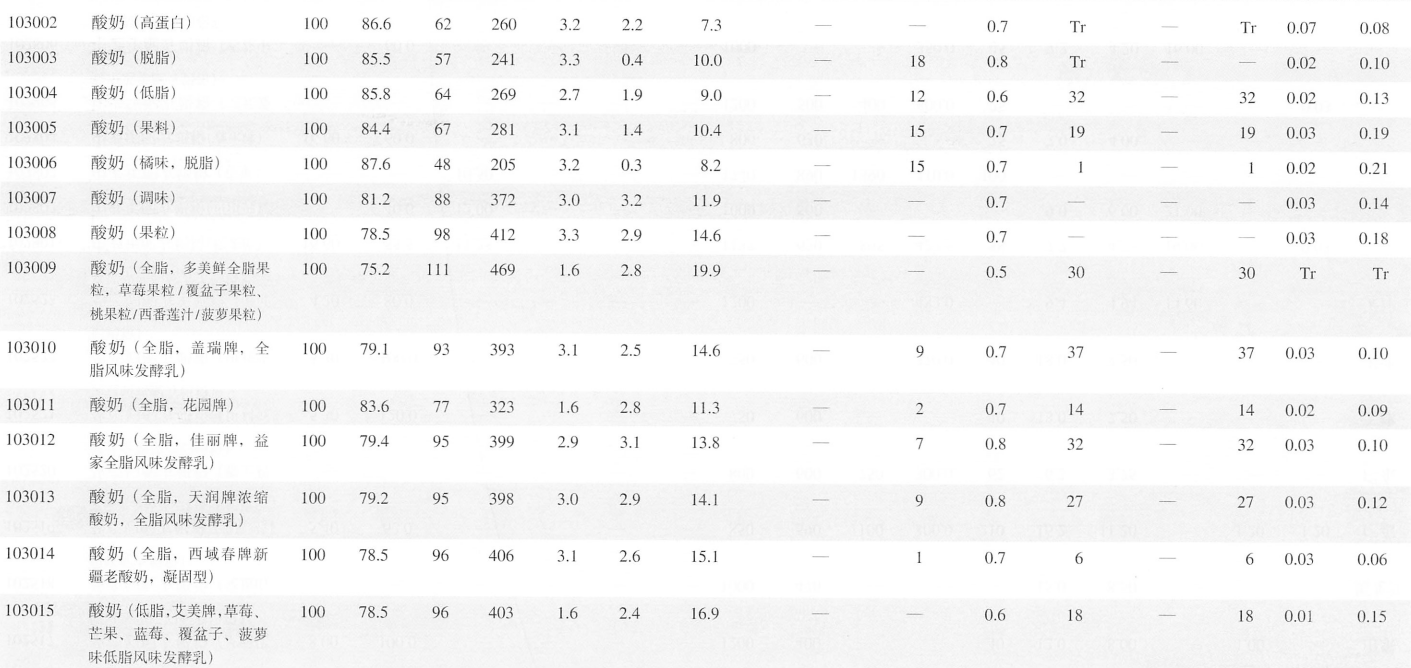 103002 酸奶（高蛋白） 100 86.6 62 260 3.2 2.2 7.3 — — 0.7 Tr — Tr 0.07 0.08
103003 酸奶（脱脂） 100 85.5 57 241 3.3 0.4 10.0 — 18 0.8 Tr — — 0.02 0.10
103004 酸奶（低脂） 100 85.8 64 269 2.7 1.9 9.0 — 12 0.6 32 — 32 0.02 0.13
103005 酸奶（果料） 100 84.4 67 281 3.1 1.4 10.4 — 15 0.7 19 — 19 0.03 0.19
103006 酸奶（橘味，脱脂） 100 87.6 48 205 3.2 0.3 8.2 — 15 0.7 1 — 1 0.02 0.21
103007 酸奶（调味） 100 81.2 88 372 3.0 3.2 11.9 — — 0.7 — — — 0.03 0.14
103008 酸奶（果粒） 100 78.5 98 412 3.3 2.9 14.6 — — 0.7 — — — 0.03 0.18
103009 酸奶（全脂，多美鲜全脂果 100 75.2 111 469 1.6 2.8 19.9 — — 0.5 30 — 30 Tr Tr
粒，草莓果粒/覆盆子果粒、
桃果粒/西番莲汁/菠萝果粒）
103010 酸奶（全脂，盖瑞牌，全 100 79.1 93 393 3.1 2.5 14.6 — 9 0.7 37 — 37 0.03 0.10
脂风味发酵乳）
103011 酸奶（全脂，花园牌） 100 83.6 77 323 1.6 2.8 11.3 — 2 0.7 14 — 14 0.02 0.09
103012 酸奶（全脂，佳丽牌，益 100 79.4 95 399 2.9 3.1 13.8 — 7 0.8 32 — 32 0.03 0.10
家全脂风味发酵乳）
103013 酸奶（全脂，天润牌浓缩 100 79.2 95 398 3.0 2.9 14.1 — 9 0.8 27 — 27 0.03 0.12
酸奶，全脂风味发酵乳）
103014 酸奶（全脂，西域春牌新 100 78.5 96 406 3.1 2.6 15.1 — 1 0.7 6 — 6 0.03 0.06
疆老酸奶，凝固型）
103015 酸奶（低脂,艾美牌,草莓、 100 78.5 96 403 1.6 2.4 16.9 — — 0.6 18 — 18 0.01 0.15
芒果、蓝莓、覆盆子、菠萝
味低脂风味发酵乳）